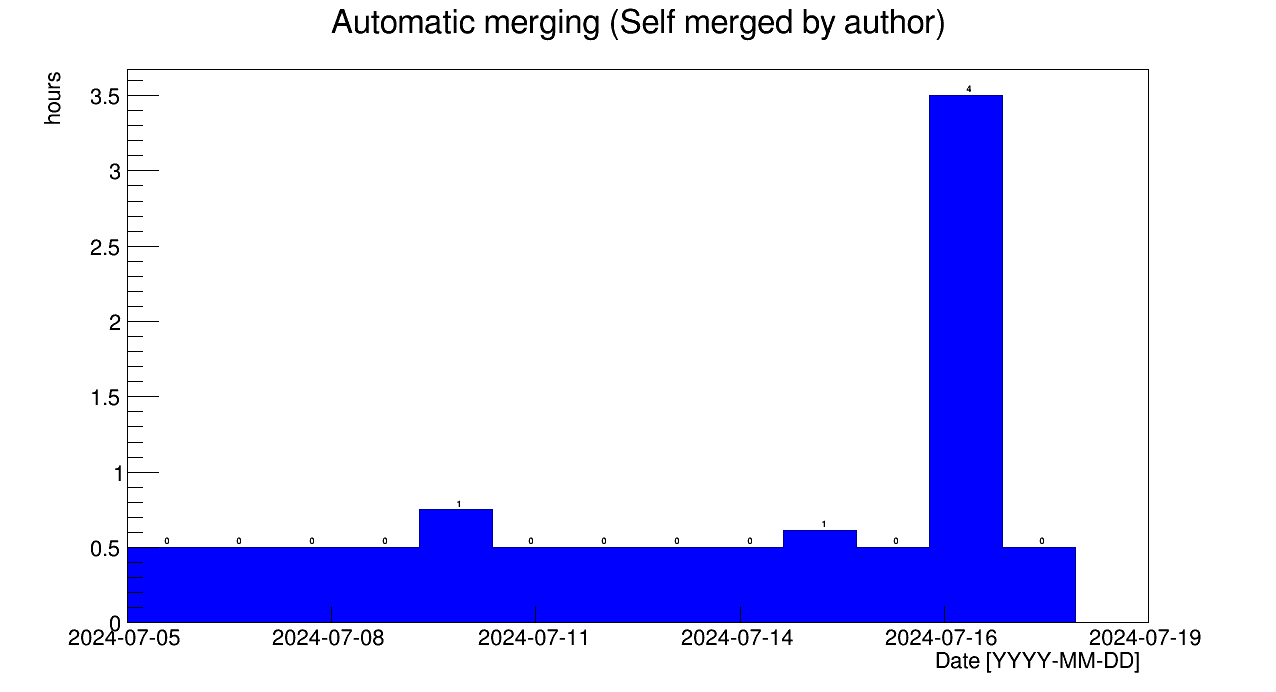 Automatic merging (Self merged by author)
hours
3.5
3
2.5
2
1.5
1
0.5
0
0 0 0 0 1 0 0 0 0 1 0 4 0
2024-07-05 2024-07-08 2024-07-11 2024-07-14 2024-07-16 2024-07-19
Date [YYYY-MM-DD]